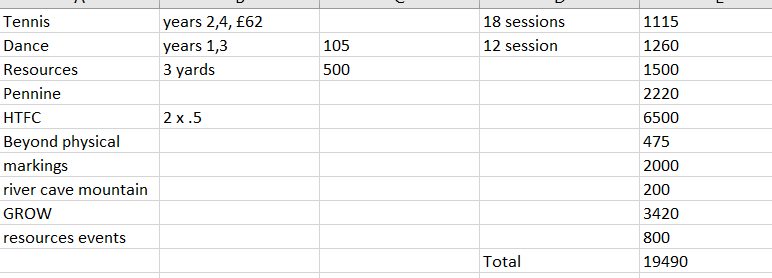 Tennis years 2,4, £62 18 sessions 1115
Dance years 1,3 105 12 session 1260
Resources 3 yards 500 1500
Pennine 2220
HTFC 2 x .5 6500
Beyond physical 475
markings 2000
river cave mountain 200
GROW 3420
resources events 800
Total 19490